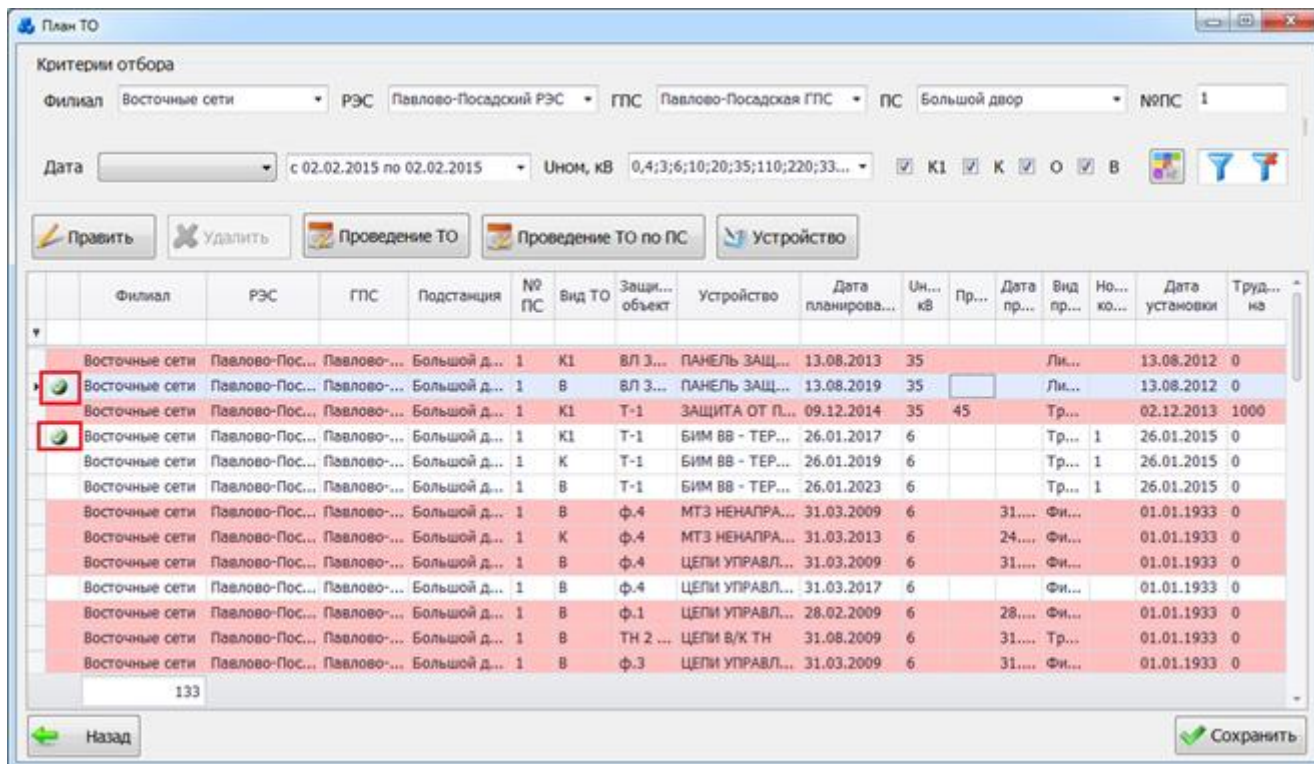 План ТО
Критерии отбора
Филиал Восточные сети РЭС Павлово-Посадский РЭС ГПС Павлово-Посадская ГПС ПС Большой двор №ПС 1
Дата с 02.02.2015 по 02.02.2015 Uном, кВ 0,4;3;6;10;20;35;110;220;33... К1 К О В
Править Удалить Проведение ТО Проведение ТО по ПС Устройство
Филиал РЭС ГПС Подстанция № ПС Вид ТО Защи... объект Устройство Дата планирова... Uн... кВ Пр... Дата пр... Вид пр... Но... ко... Дата установки Труд... на
Восточные сети Павлово-Пос... Павлово-... Большой д... 1 К1 ВЛ 3... ПАНЕЛЬ ЗАЩ... 13.08.2013 35 Ли... 13.08.2012 0
Восточные сети Павлово-Пос... Павлово-... Большой д... 1 В ВЛ 3... ПАНЕЛЬ ЗАЩ... 13.08.2019 35 Ли... 13.08.2012 0
Восточные сети Павлово-Пос... Павлово-... Большой д... 1 К1 Т-1 ЗАЩИТА ОТ П... 09.12.2014 35 45 Тр... 02.12.2013 1000
Восточные сети Павлово-Пос... Павлово-... Большой д... 1 К1 Т-1 БИМ ВВ - ТЕР... 26.01.2017 6 Тр... 1 26.01.2015 0
Восточные сети Павлово-Пос... Павлово-... Большой д... 1 К Т-1 БИМ ВВ - ТЕР... 26.01.2019 6 Тр... 1 26.01.2015 0
Восточные сети Павлово-Пос... Павлово-... Большой д... 1 В Т-1 БИМ ВВ - ТЕР... 26.01.2023 6 Тр... 1 26.01.2015 0
Восточные сети Павлово-Пос... Павлово-... Большой д... 1 В ф.4 МТЗ НЕНАПРА... 31.03.2009 6 31.... Фи... 01.01.1933 0
Восточные сети Павлово-Пос... Павлово-... Большой д... 1 К ф.4 МТЗ НЕНАПРА... 31.03.2013 6 24.... Фи... 01.01.1933 0
Восточные сети Павлово-Пос... Павлово-... Большой д... 1 В ф.4 ЦЕПИ УПРАВЛ... 31.03.2009 6 31.... Фи... 01.01.1933 0
Восточные сети Павлово-Пос... Павлово-... Большой д... 1 В ф.4 ЦЕПИ УПРАВЛ... 31.03.2017 6 Фи... 01.01.1933 0
Восточные сети Павлово-Пос... Павлово-... Большой д... 1 В ф.1 ЦЕПИ УПРАВЛ... 28.02.2009 6 28.... Фи... 01.01.1933 0
Восточные сети Павлово-Пос... Павлово-... Большой д... 1 В ТН 2 ... ЦЕПИ В/К ТН 31.08.2009 6 31.... Тр... 01.01.1933 0
Восточные сети Павлово-Пос... Павлово-... Большой д... 1 В ф.3 ЦЕПИ УПРАВЛ... 31.03.2009 6 31.... Фи... 01.01.1933 0
133
Назад Сохранить